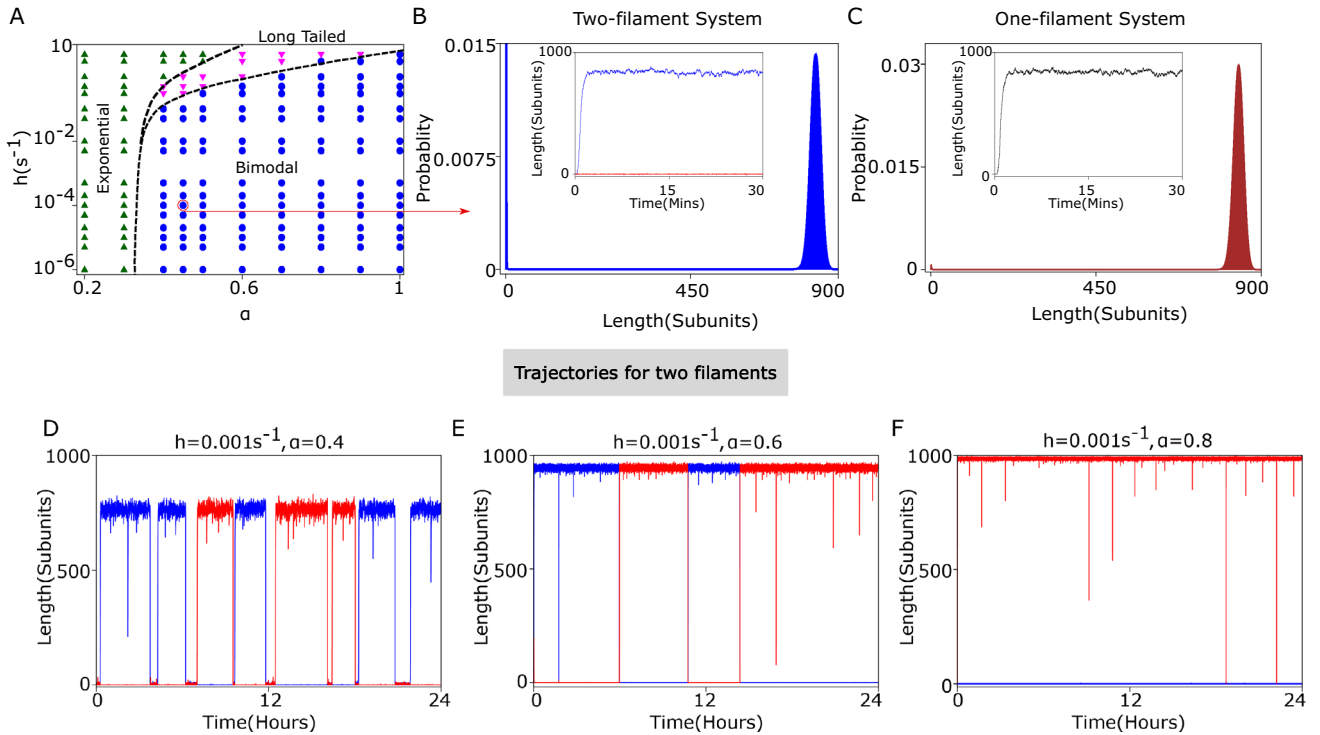 A
h(s⁻¹)
10
10⁻²
10⁻⁴
10⁻⁶
Exponential
Long Tailed
Bimodal
0.2
0.6
1
α
B
Two-filament System
Probablity
0.015
0.0075
0
1000
0
Length(Subunits)
0
15
30
Time(Mins)
0
450
900
Length(Subunits)
C
One-filament System
Probablity
0.03
0.015
0
1000
0
Length(Subunits)
0
15
30
Time(Mins)
0
450
900
Length(Subunits)
Trajectories for two filaments
D
h=0.001s⁻¹,α=0.4
Length(Subunits)
1000
500
0
0
12
24
Time(Hours)
E
h=0.001s⁻¹,α=0.6
Length(Subunits)
1000
500
0
0
12
24
Time(Hours)
F
h=0.001s⁻¹,α=0.8
Length(Subunits)
1000
500
0
0
12
24
Time(Hours)